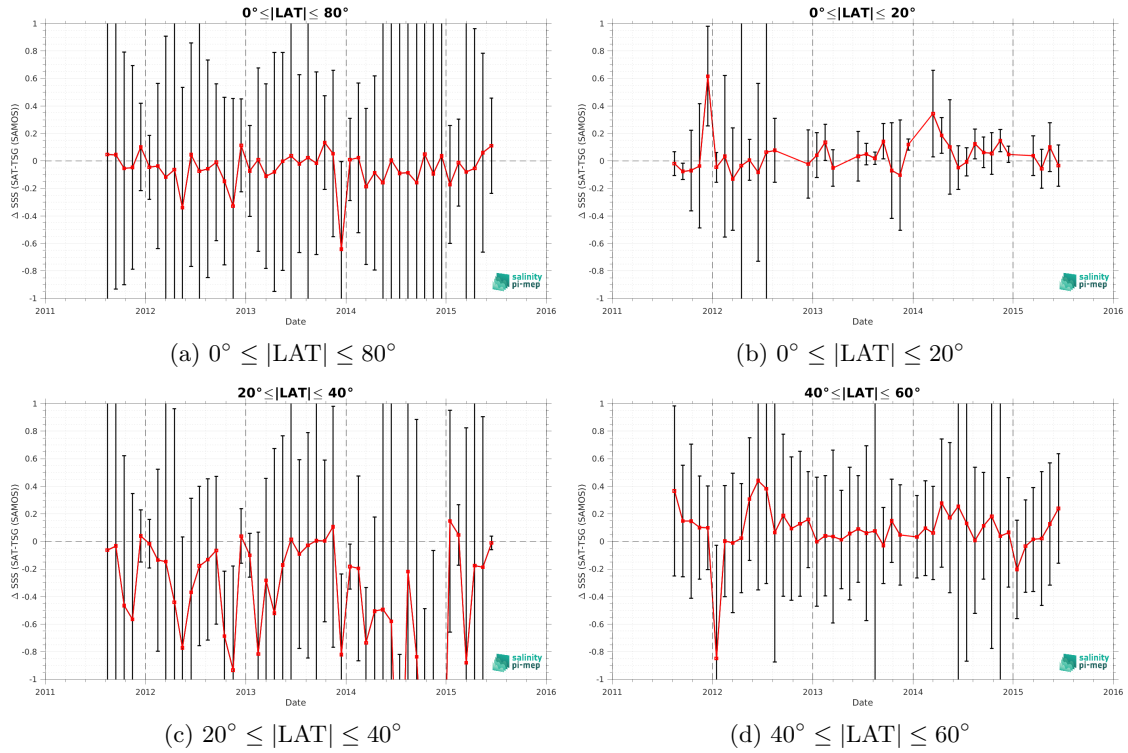 0°≤|LAT|≤ 80°
Δ SSS (SAT-TSG (SAMOS))
1
0.8
0.6
0.4
0.2
0
-0.2
-0.4
-0.6
-0.8
-1
2011 2012 2013 2014 2015 2016
Date
salinity
pi-mep
(a) 0° ≤ |LAT| ≤ 80°
0°≤|LAT|≤ 20°
Δ SSS (SAT-TSG (SAMOS))
1
0.8
0.6
0.4
0.2
0
-0.2
-0.4
-0.6
-0.8
-1
2011 2012 2013 2014 2015 2016
Date
salinity
pi-mep
(b) 0° ≤ |LAT| ≤ 20°
20°≤|LAT|≤ 40°
Δ SSS (SAT-TSG (SAMOS))
1
0.8
0.6
0.4
0.2
0
-0.2
-0.4
-0.6
-0.8
-1
2011 2012 2013 2014 2015 2016
Date
salinity
pi-mep
(c) 20° ≤ |LAT| ≤ 40°
40°≤|LAT|≤ 60°
Δ SSS (SAT-TSG (SAMOS))
1
0.8
0.6
0.4
0.2
0
-0.2
-0.4
-0.6
-0.8
-1
2011 2012 2013 2014 2015 2016
Date
salinity
pi-mep
(d) 40° ≤ |LAT| ≤ 60°